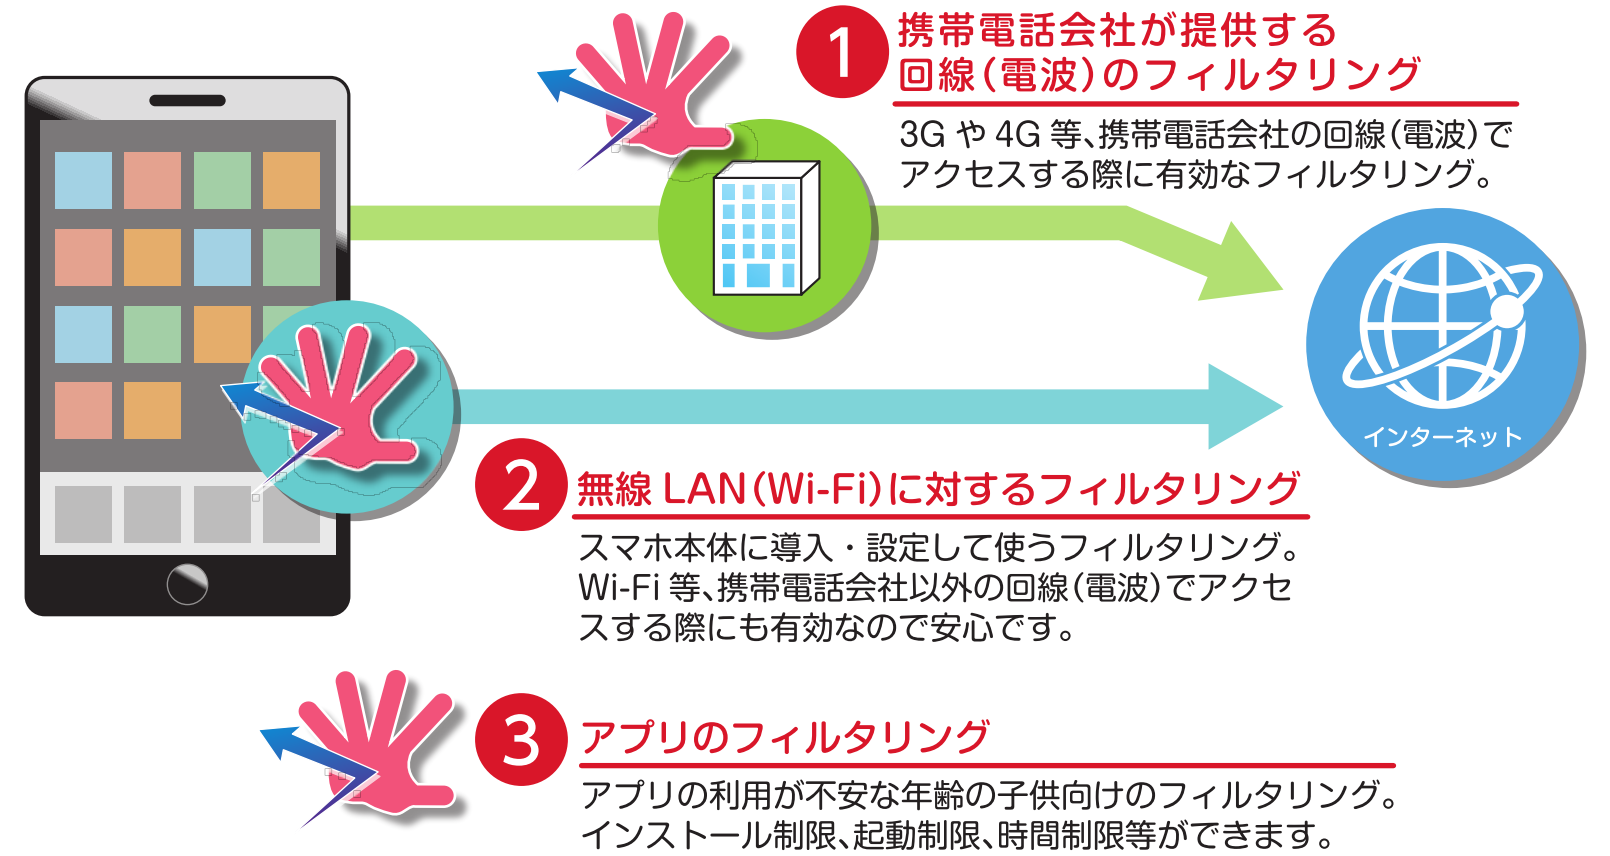 1 携帯電話会社が提供する
回線(電波)のフィルタリング
3G や 4G 等、携帯電話会社の回線(電波)で
アクセスする際に有効なフィルタリング。
インターネット
2 無線 LAN(Wi-Fi)に対するフィルタリング
スマホ本体に導入・設定して使うフィルタリング。
Wi-Fi 等、携帯電話会社以外の回線(電波)でアクセ
スする際にも有効なので安心です。
3 アプリのフィルタリング
アプリの利用が不安な年齢の子供向けのフィルタリング。
インストール制限、起動制限、時間制限等ができます。